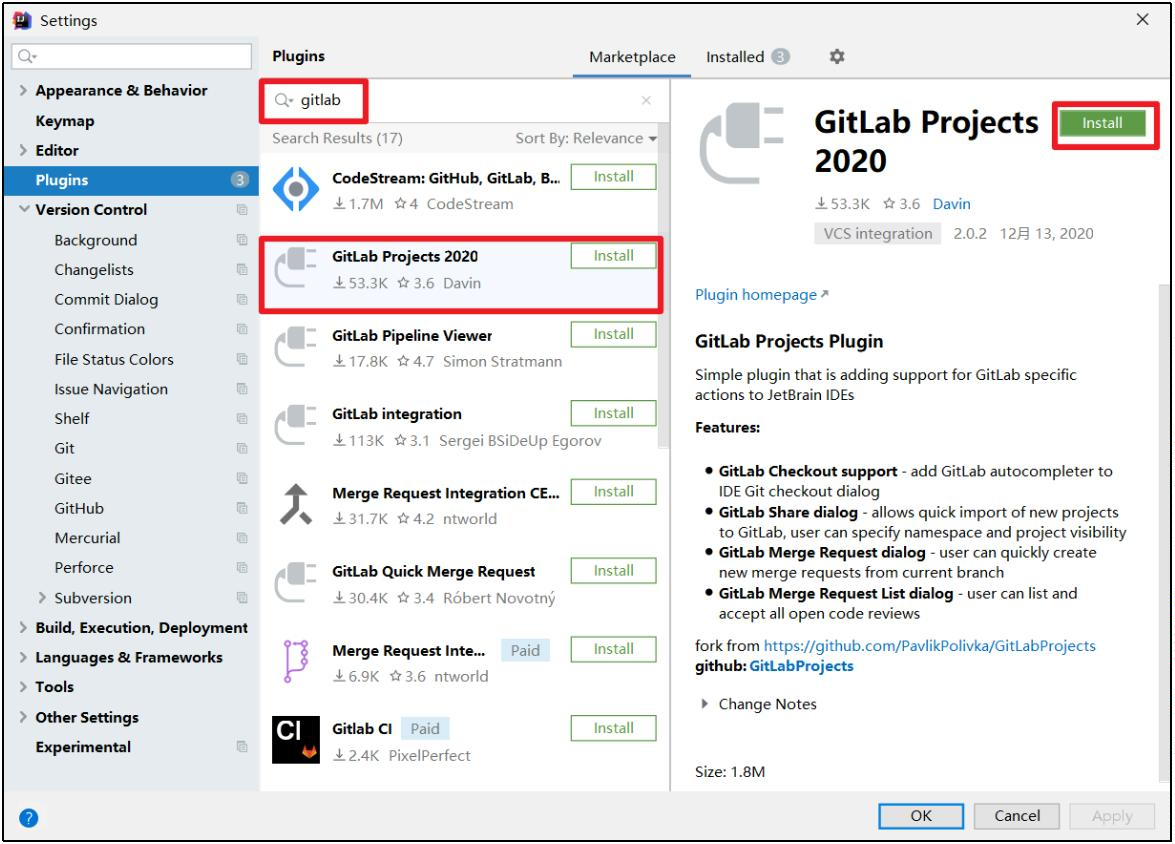 Settings
Plugins
Marketplace
Installed 3
Appearance & Behavior
Keymap
Editor
Plugins 3
Version Control
Background
Changelists
Commit Dialog
Confirmation
File Status Colors
Issue Navigation
Shelf
Git
Gitee
GitHub
Mercurial
Perforce
Subversion
Build, Execution, Deployment
Languages & Frameworks
Tools
Other Settings
Experimental
gitlab
Search Results (17)
Sort By: Relevance
CodeStream: GitHub, GitLab, B... Install
1.7M 4 CodeStream
GitLab Projects 2020 Install
53.3K 3.6 Davin
GitLab Pipeline Viewer Install
17.8K 4.7 Simon Stratmann
GitLab integration Install
113K 3.1 Sergei BSiDeUp Egorov
Merge Request Integration CE... Install
31.7K 4.2 ntworld
GitLab Quick Merge Request Install
30.4K 3.4 Róbert Novotný
Merge Request Inte... Paid Install
6.9K 3.6 ntworld
CI
Gitlab CI Paid Install
2.4K PixelPerfect
GitLab Projects
2020
Install
53.3K 3.6 Davin
VCS integration 2.0.2 12月 13, 2020
Plugin homepage
GitLab Projects Plugin
Simple plugin that is adding support for GitLab specific
actions to JetBrain IDEs
Features:
GitLab Checkout support - add GitLab autocompleter to
IDE Git checkout dialog
GitLab Share dialog - allows quick import of new projects
to GitLab, user can specify namespace and project visibility
GitLab Merge Request dialog - user can quickly create
new merge requests from current branch
GitLab Merge Request List dialog - user can list and
accept all open code reviews
fork from https://github.com/PavlikPolivka/GitLabProjects
github: GitLabProjects
Change Notes
Size: 1.8M
?
OK
Cancel
Apply